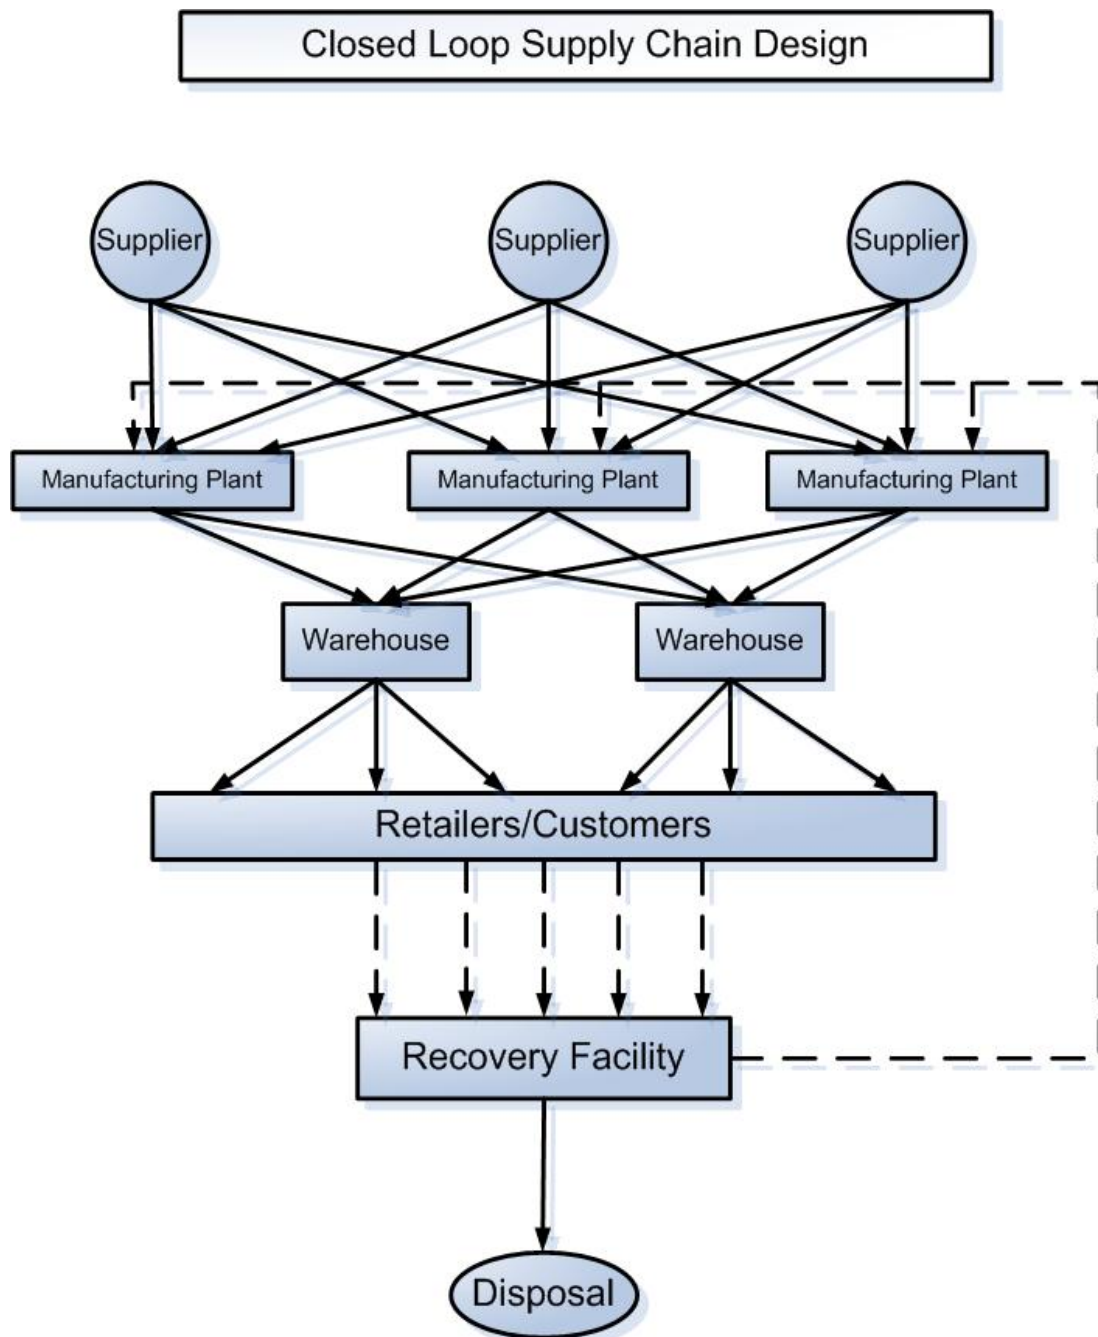 Closed Loop Supply Chain Design
Supplier
Supplier
Supplier
Manufacturing Plant
Manufacturing Plant
Manufacturing Plant
Warehouse
Warehouse
Retailers/Customers
Recovery Facility
Disposal